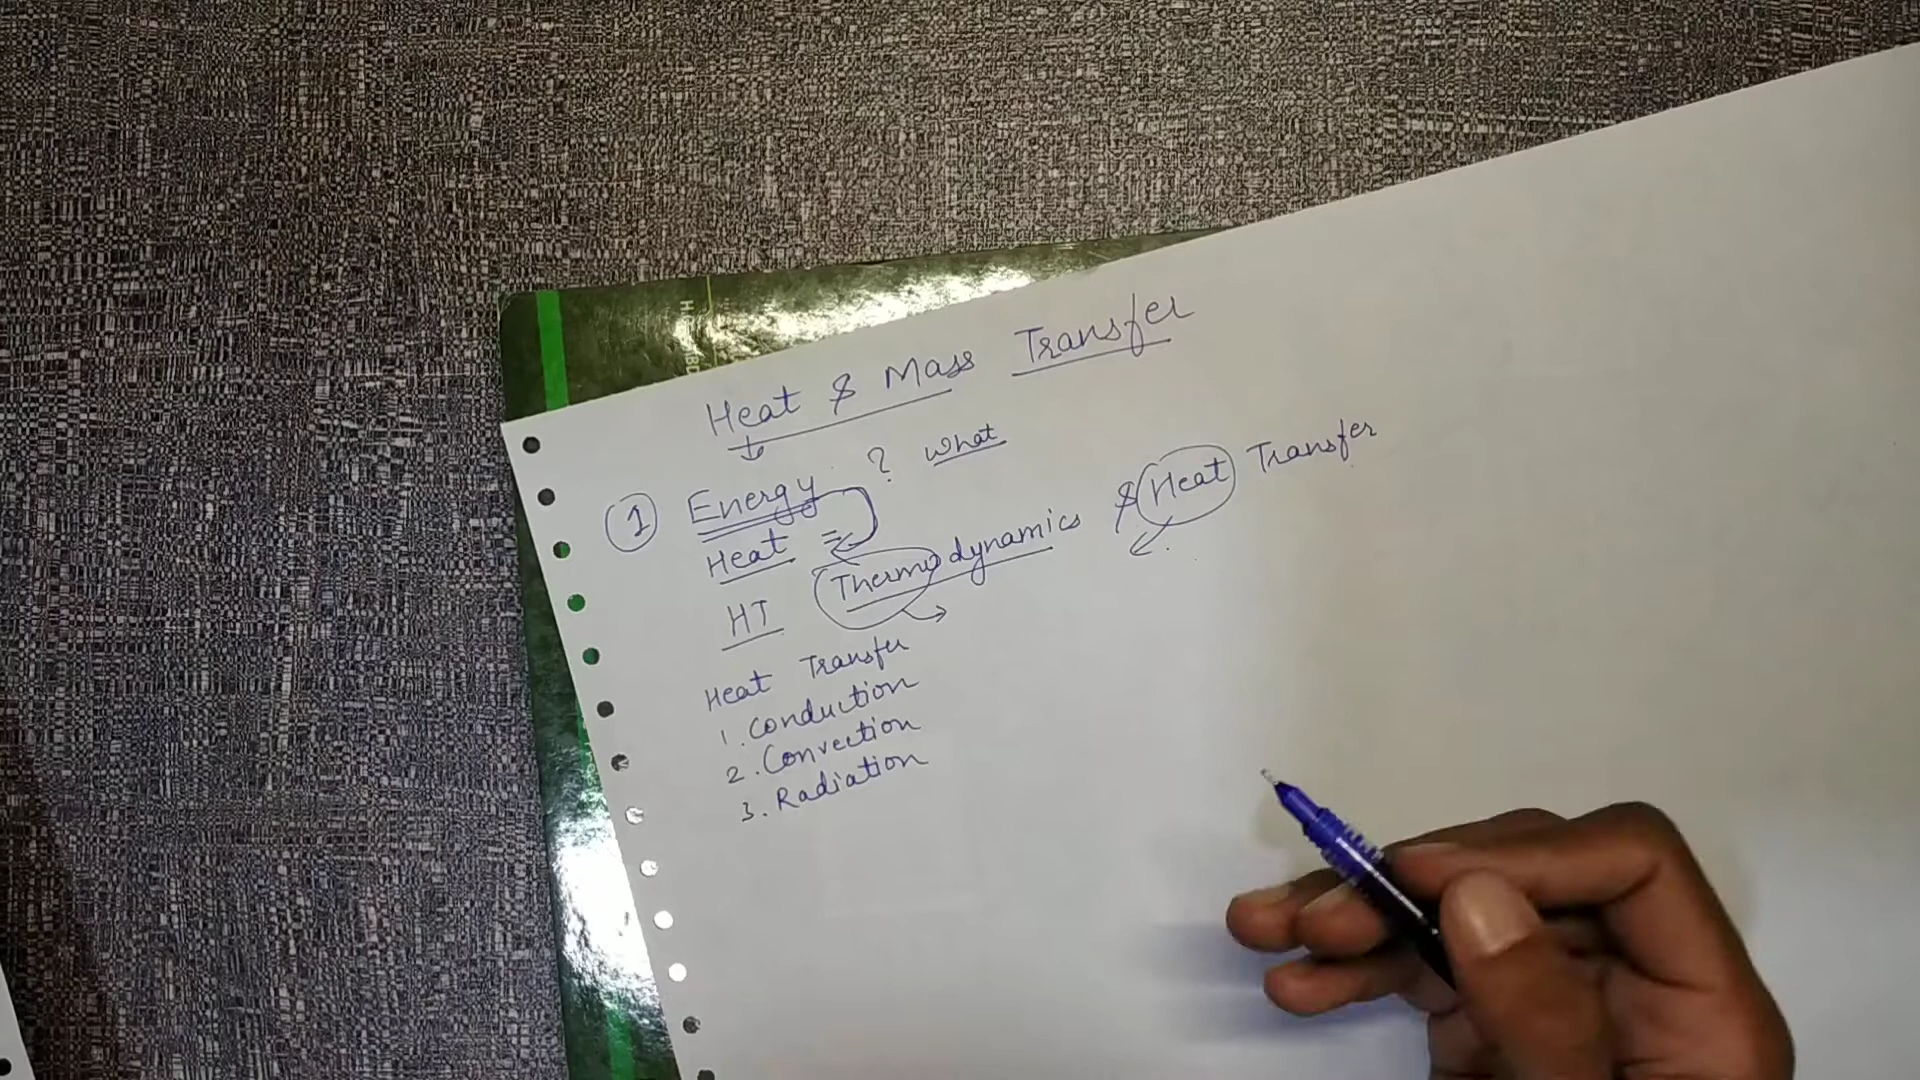 Heat & Mass Transfer
① Energy ? What
Heat =
HT Thermodynamics & Heat Transfer
Heat Transfer
1. Conduction
2. Convection
3. Radiation